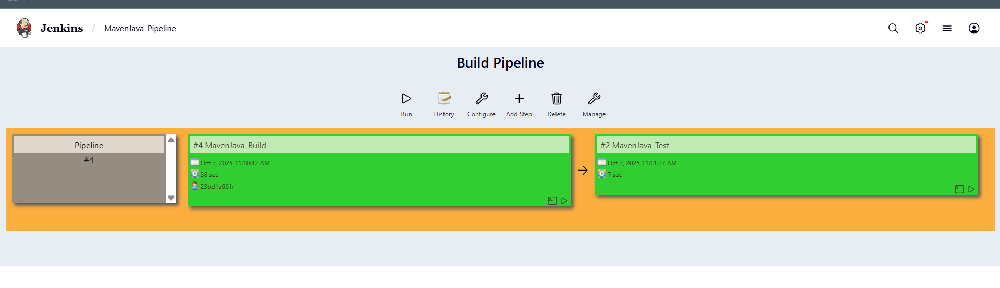 Jenkins / MavenJava_Pipeline
Build Pipeline
Run History Configure Add Step Delete Manage
Pipeline
#4
#4 MavenJava_Build
Oct 7, 2025 11:10:42 AM
38 sec
23bd1a661r
#2 MavenJava_Test
Oct 7, 2025 11:11:27 AM
7 sec